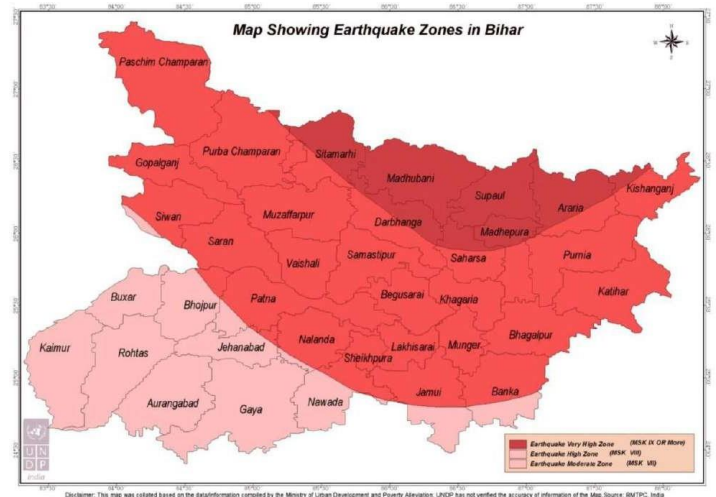 Map Showing Earthquake Zones in Bihar
N
Paschim Champaran
Purba Champaran
Sitamarhi
Gopalganj
Madhubani
Supaul
Araria
Kishanganj
Siwan
Muzaffarpur
Darbhanga
Madhepura
Saran
Vaishali
Samastipur
Saharsa
Purnia
Buxar
Bhojpur
Patna
Begusarai
Khagaria
Katihar
Kaimur
Rohtas
Jehanabad
Nalanda
Sheikhpura
Lakhisarai
Munger
Bhagalpur
Aurangabad
Gaya
Nawada
Jamui
Banka
U N
D P
India
Earthquake Very High Zone (MSK IX OR More)
Earthquake High Zone (MSK VIII)
Earthquake Moderate Zone (MSK VII)
Disclaimer: This map was collated based on the data/information compiled by the Ministry of Urban Development and Poverty Alleviation. UNDP has not verified the accuracy of information of the Map. Source: BMTPC, India